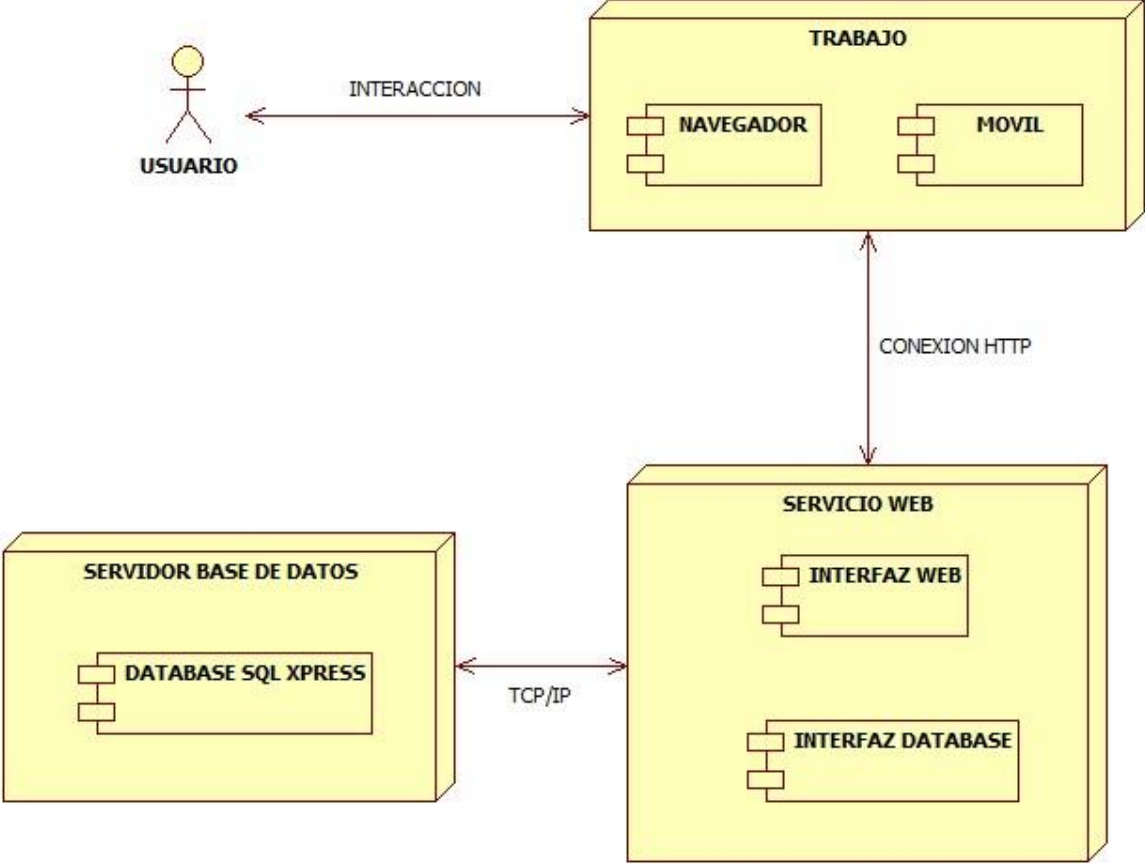 TRABAJO
INTERACCION
NAVEGADOR
MOVIL
USUARIO
CONEXION HTTP
SERVICIO WEB
SERVIDOR BASE DE DATOS
INTERFAZ WEB
DATABASE SQL XPRESS
TCP/IP
INTERFAZ DATABASE